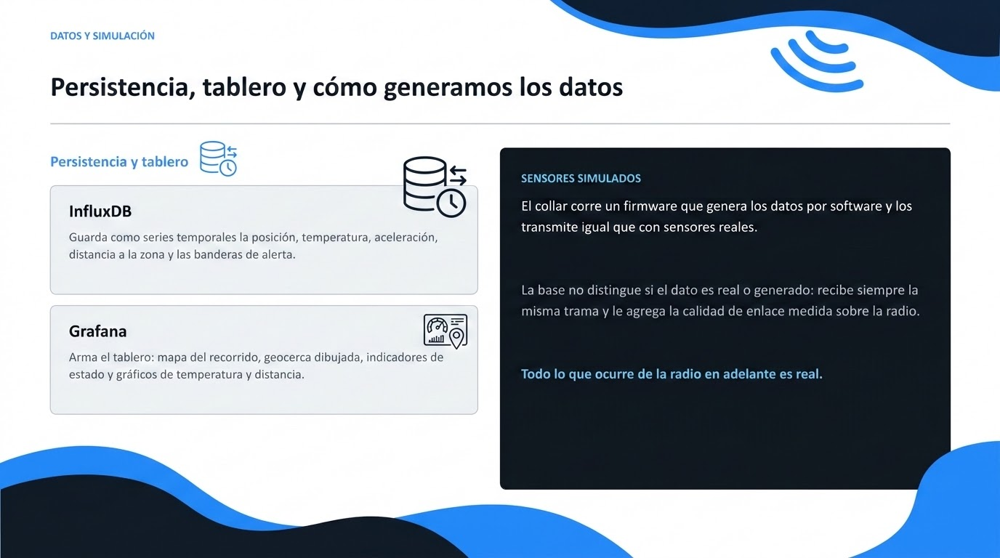 DATOS Y SIMULACIÓN
Persistencia, tablero y cómo generamos los datos
Persistencia y tablero
InfluxDB
Guarda como series temporales la posición, temperatura, aceleración,
distancia a la zona y las banderas de alerta.
Grafana
Arma el tablero: mapa del recorrido, geocerca dibujada, indicadores de
estado y gráficos de temperatura y distancia.
SENSORES SIMULADOS
El collar corre un firmware que genera los datos por software y los
transmite igual que con sensores reales.
La base no distingue si el dato es real o generado: recibe siempre la
misma trama y le agrega la calidad de enlace medida sobre la radio.
Todo lo que ocurre de la radio en adelante es real.